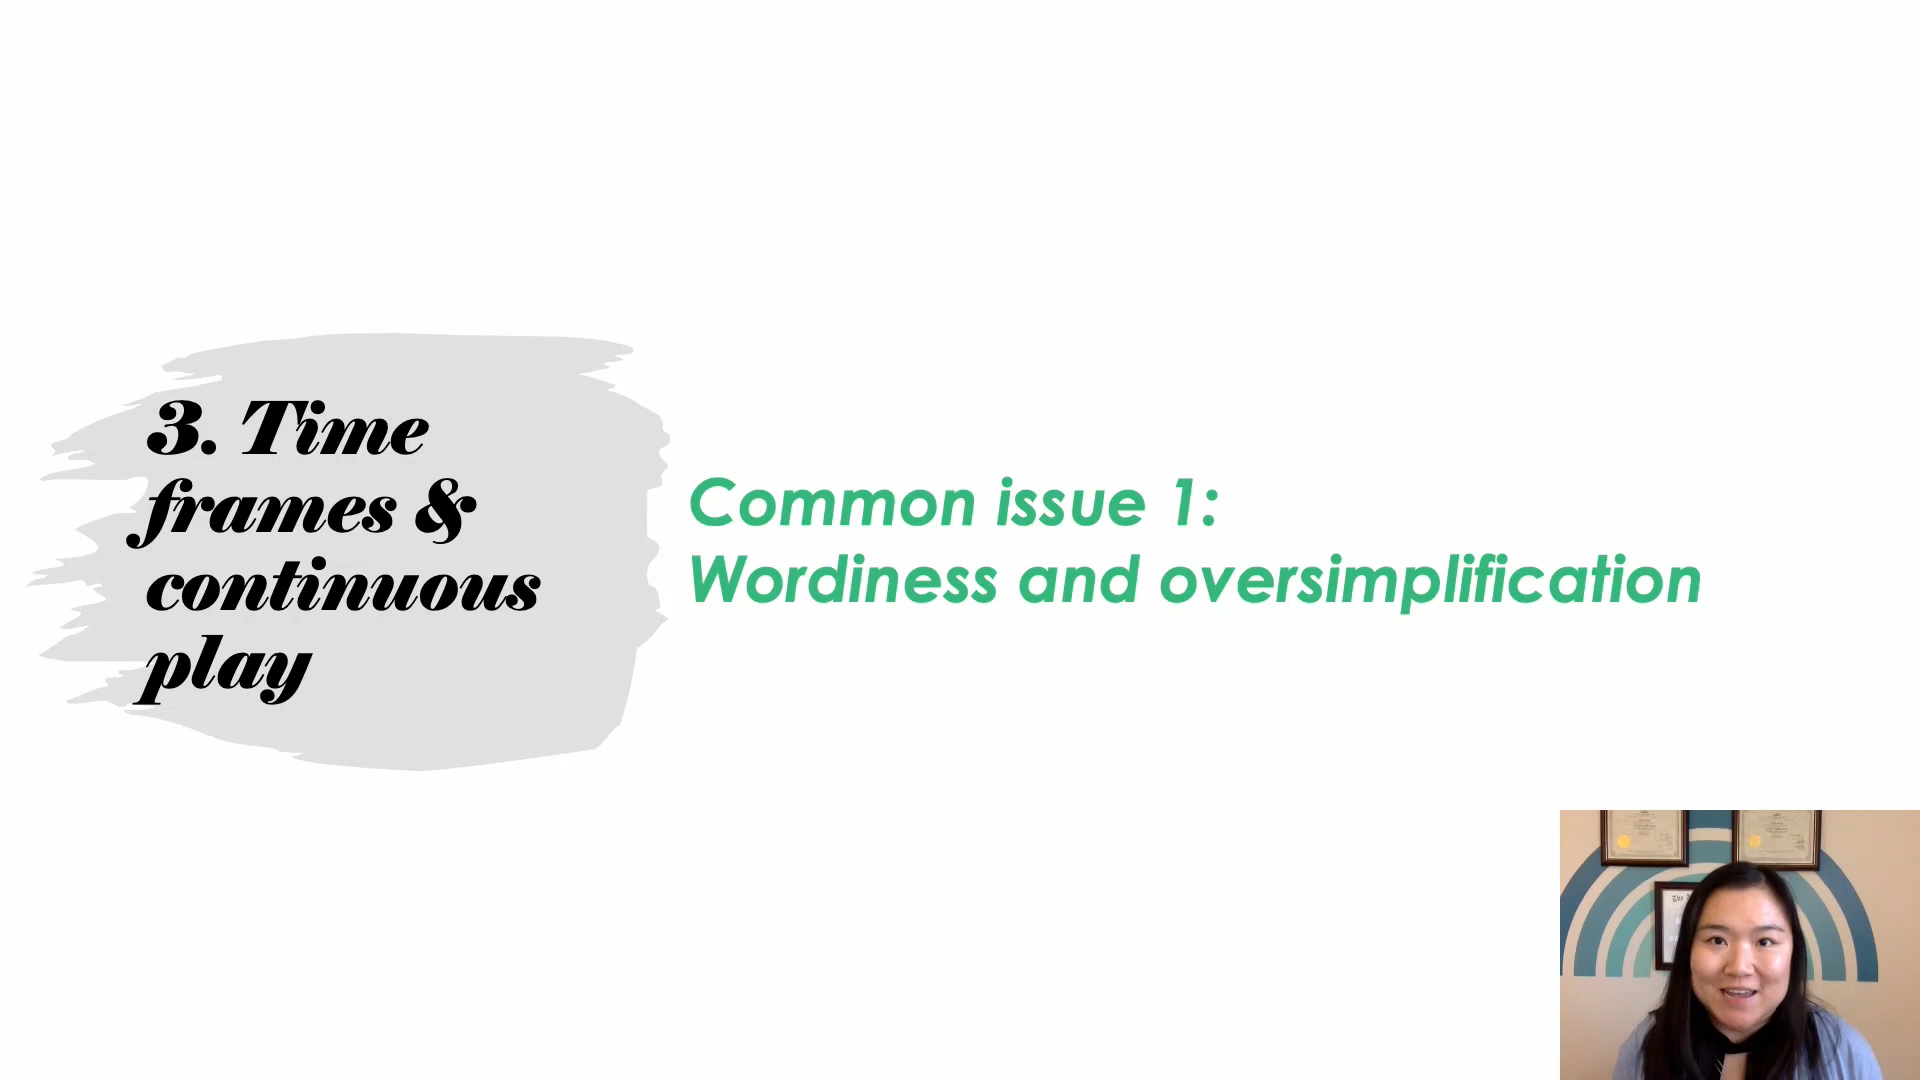 3. Time
frames &
continuous
play
Common issue 1:
Wordiness and oversimplification